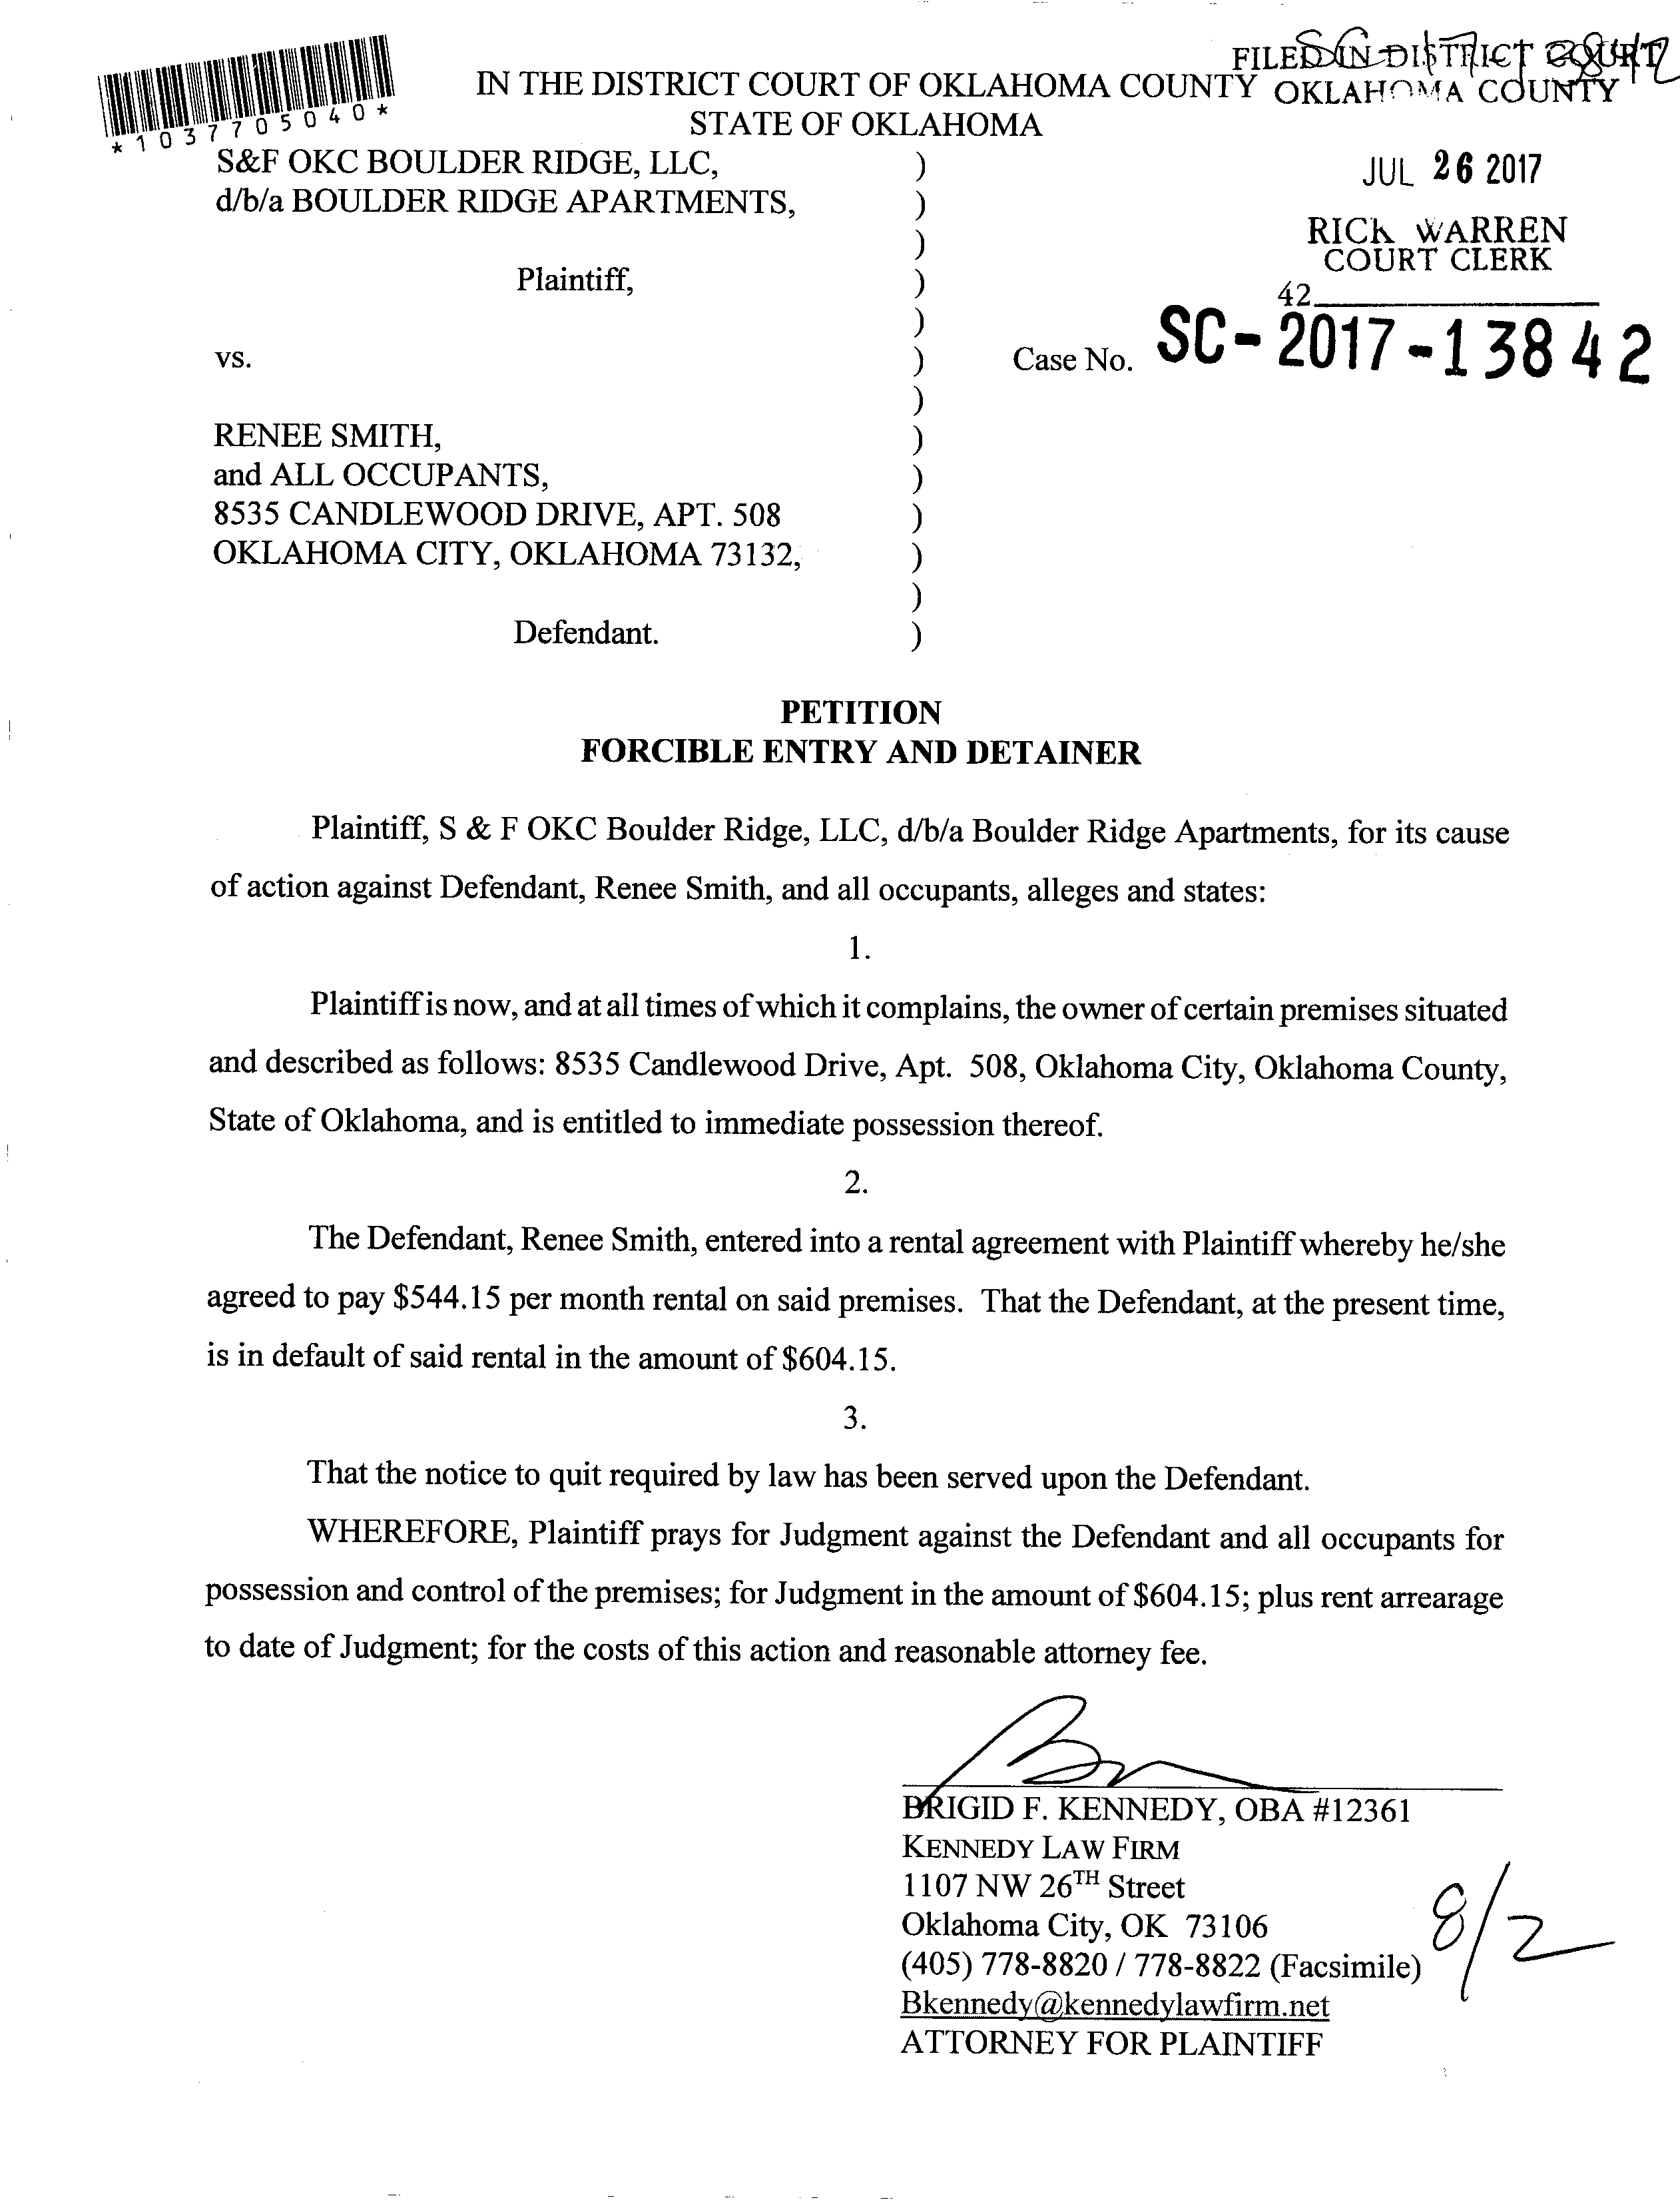 *1037705040*
SC-17-13842
FILED IN DISTRICT COURT
OKLAHOMA COUNTY
IN THE DISTRICT COURT OF OKLAHOMA COUNTY
STATE OF OKLAHOMA
JUL 26 2017
RICK WARREN
COURT CLERK
42
S&F OKC BOULDER RIDGE, LLC, )
d/b/a BOULDER RIDGE APARTMENTS, )
)
Plaintiff, )
)
vs. ) Case No. SC-2017-13842
)
RENEE SMITH, )
and ALL OCCUPANTS, )
8535 CANDLEWOOD DRIVE, APT. 508 )
OKLAHOMA CITY, OKLAHOMA 73132, )
)
Defendant. )
PETITION
FORCIBLE ENTRY AND DETAINER
Plaintiff, S & F OKC Boulder Ridge, LLC, d/b/a Boulder Ridge Apartments, for its cause
of action against Defendant, Renee Smith, and all occupants, alleges and states:
1.
Plaintiff is now, and at all times of which it complains, the owner of certain premises situated
and described as follows: 8535 Candlewood Drive, Apt. 508, Oklahoma City, Oklahoma County,
State of Oklahoma, and is entitled to immediate possession thereof.
2.
The Defendant, Renee Smith, entered into a rental agreement with Plaintiff whereby he/she
agreed to pay $544.15 per month rental on said premises. That the Defendant, at the present time,
is in default of said rental in the amount of $604.15.
3.
That the notice to quit required by law has been served upon the Defendant.
WHEREFORE, Plaintiff prays for Judgment against the Defendant and all occupants for
possession and control of the premises; for Judgment in the amount of $604.15; plus rent arrearage
to date of Judgment; for the costs of this action and reasonable attorney fee.
BRIGID F. KENNEDY, OBA #12361
KENNEDY LAW FIRM
1107 NW 26TH Street
Oklahoma City, OK 73106
(405) 778-8820 / 778-8822 (Facsimile)
Bkennedy@kennedylawfirm.net
ATTORNEY FOR PLAINTIFF
8/2